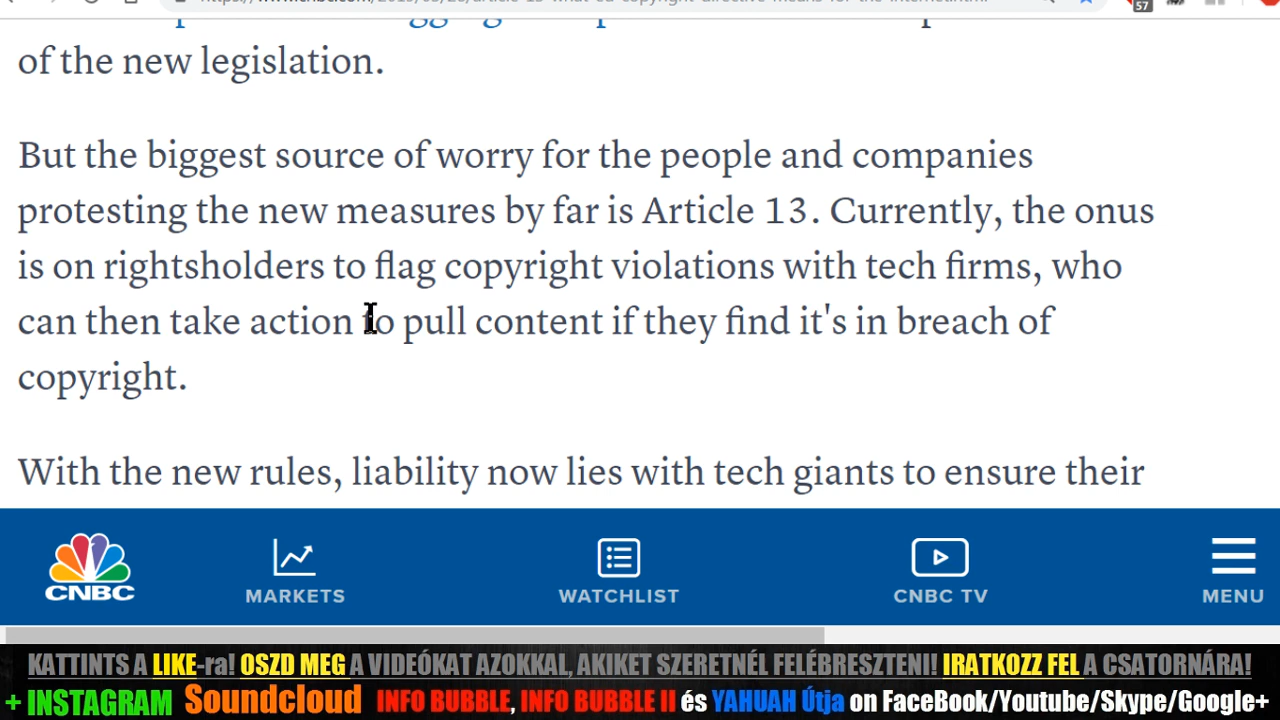 57
of the new legislation.
But the biggest source of worry for the people and companies
protesting the new measures by far is Article 13. Currently, the onus
is on rightsholders to flag copyright violations with tech firms, who
can then take action to pull content if they find it's in breach of
copyright.
With the new rules, liability now lies with tech giants to ensure their
CNBC
MARKETS
WATCHLIST
CNBC TV
MENU
KATTINTS A LIKE-ra! OSZD MEG A VIDEÓKAT AZOKKAL, AKIKET SZERETNÉL FELÉBRESZTENI! IRATKOZZ FEL A CSATORNÁRA!
+ INSTAGRAM Soundcloud INFO BUBBLE, INFO BUBBLE II és YAHUAH Útja on FaceBook/Youtube/Skype/Google+